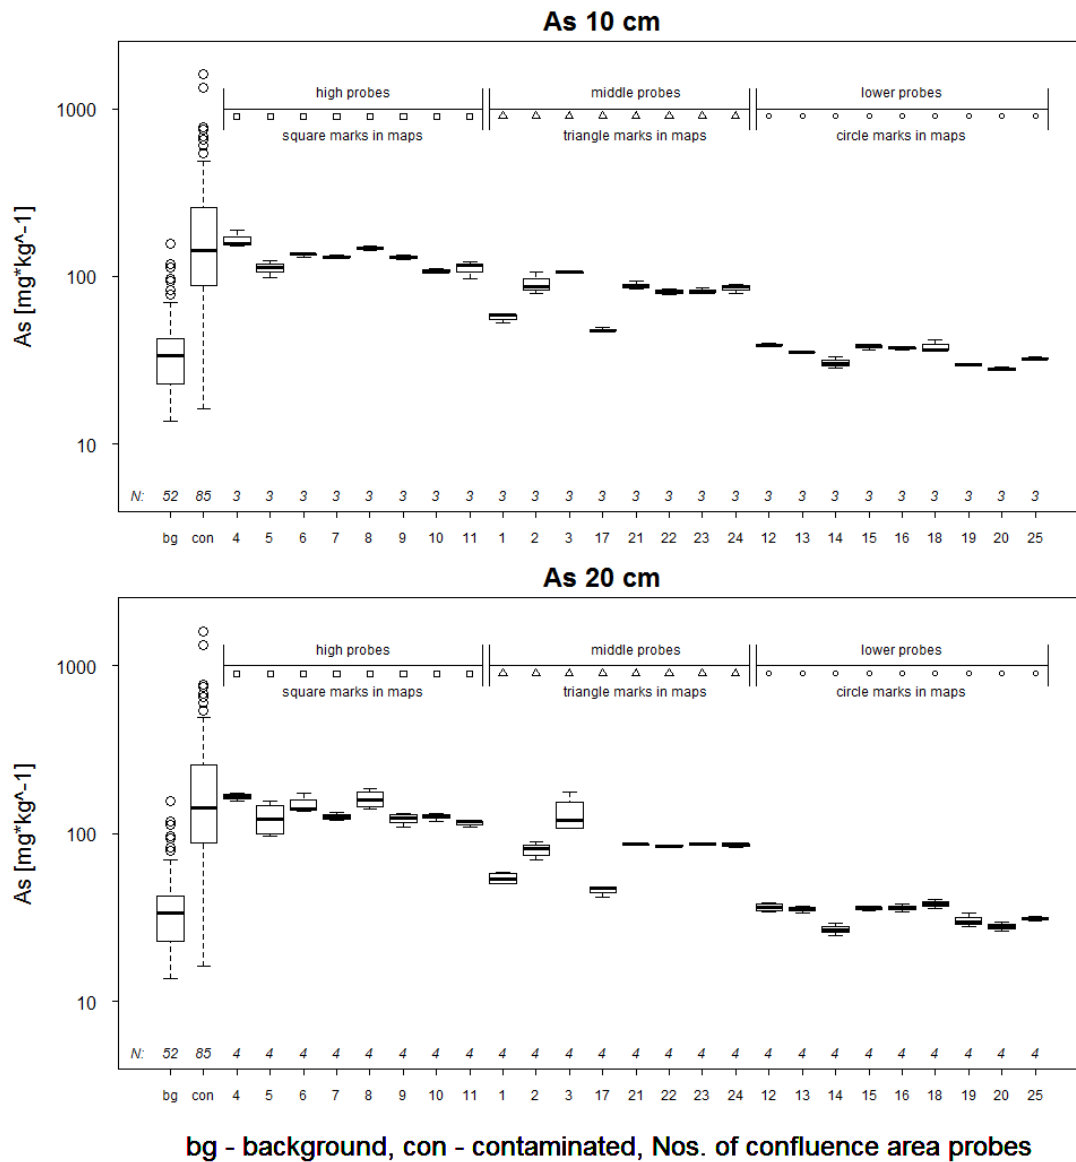 As 10 cm
high probes middle probes lower probes
square marks in maps triangle marks in maps circle marks in maps
As [mg*kg^-1]
1000
100
10
N: 52 85 3 3 3 3 3 3 3 3 3 3 3 3 3 3 3 3 3 3 3 3 3 3 3 3 3
bg con 4 5 6 7 8 9 10 11 1 2 3 17 21 22 23 24 12 13 14 15 16 18 19 20 25
As 20 cm
high probes middle probes lower probes
square marks in maps triangle marks in maps circle marks in maps
As [mg*kg^-1]
1000
100
10
N: 52 85 4 4 4 4 4 4 4 4 4 4 4 4 4 4 4 4 4 4 4 4 4 4 4 4 4
bg con 4 5 6 7 8 9 10 11 1 2 3 17 21 22 23 24 12 13 14 15 16 18 19 20 25
bg - background, con - contaminated, Nos. of confluence area probes